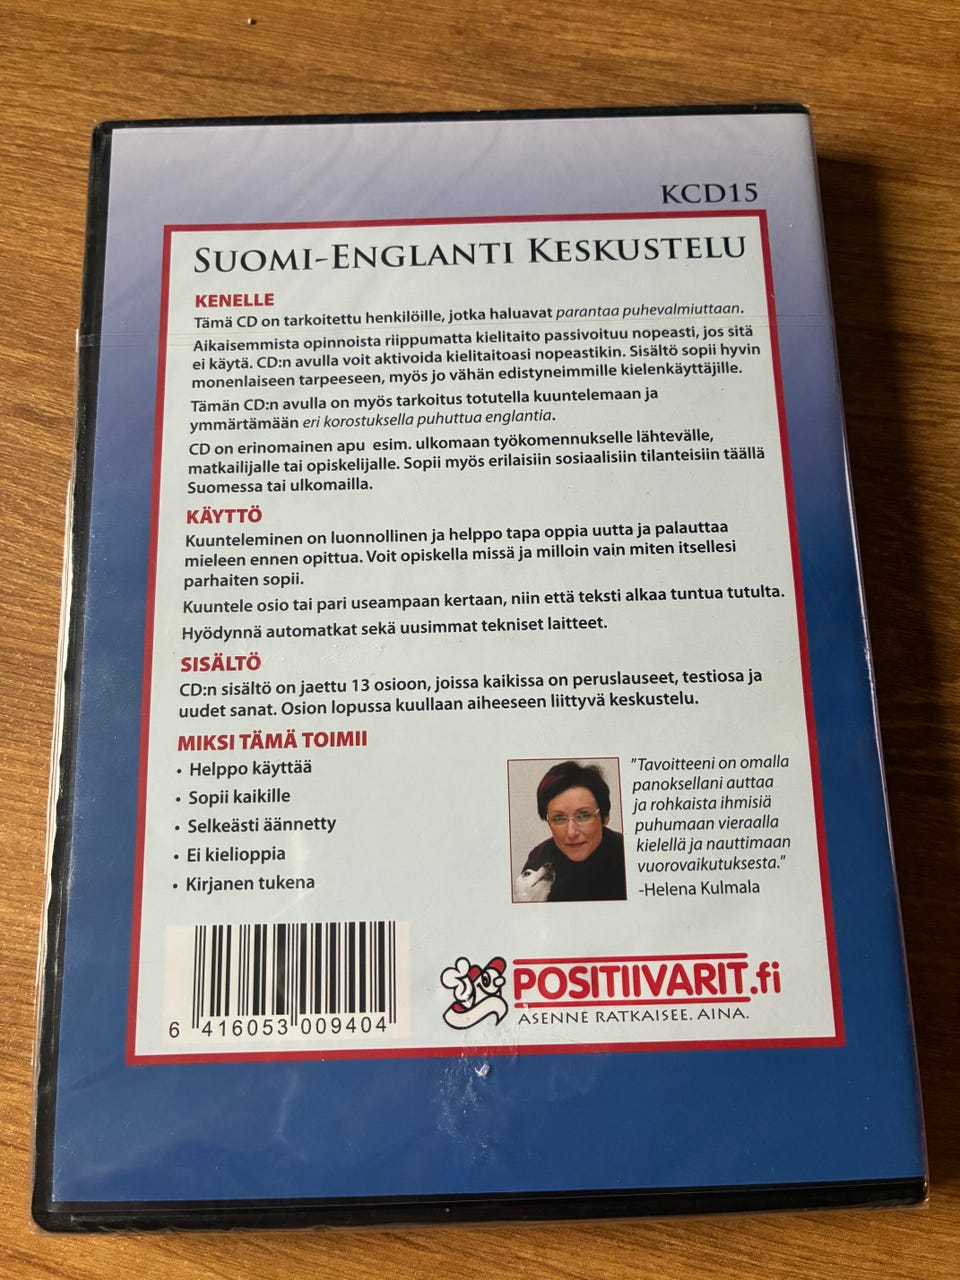 KCD15
SUOMI-ENGLANTI KESKUSTELU
KENELLE
Tämä CD on tarkoitettu henkilöille, jotka haluavat parantaa puhevalmiuttaan.
Aikaisemmista opinnoista riippumatta kielitaito passivoituu nopeasti, jos sitä
ei käytä. CD:n avulla voit aktivoida kielitaitoasi nopeastikin. Sisältö sopii hyvin
monenlaiseen tarpeeseen, myös jo vähän edistyneimmille kielenkäyttäjille.
Tämän CD:n avulla on myös tarkoitus totutella kuuntelemaan ja
ymmärtämään eri korostuksella puhuttua englantia.
CD on erinomainen apu esim. ulkomaan työkomennukselle lähtevälle,
matkailijalle tai opiskelijalle. Sopii myös erilaisiin sosiaalisiin tilanteisiin täällä
Suomessa tai ulkomailla.
KÄYTTÖ
Kuunteleminen on luonnollinen ja helppo tapa oppia uutta ja palauttaa
mieleen ennen opittua. Voit opiskella missä ja milloin vain miten itsellesi
parhaiten sopii.
Kuuntele osio tai pari useampaan kertaan, niin että teksti alkaa tuntua tutulta.
Hyödynnä automatkat sekä uusimmat tekniset laitteet.
SISÄLTÖ
CD:n sisältö on jaettu 13 osioon, joissa kaikissa on peruslauseet, testiosa ja
uudet sanat. Osion lopussa kuullaan aiheeseen liittyvä keskustelu.
MIKSI TÄMÄ TOIMII
• Helppo käyttää
• Sopii kaikille
• Selkeästi äännetty
• Ei kielioppia
• Kirjanen tukena
"Tavoitteeni on omalla
panoksellani auttaa
ja rohkaista ihmisiä
puhumaan vieraalla
kielellä ja nauttimaan
vuorovaikutuksesta."
-Helena Kulmala
6 416053 009404
POSITIIVARIT.fi
ASENNE RATKAISEE. AINA.